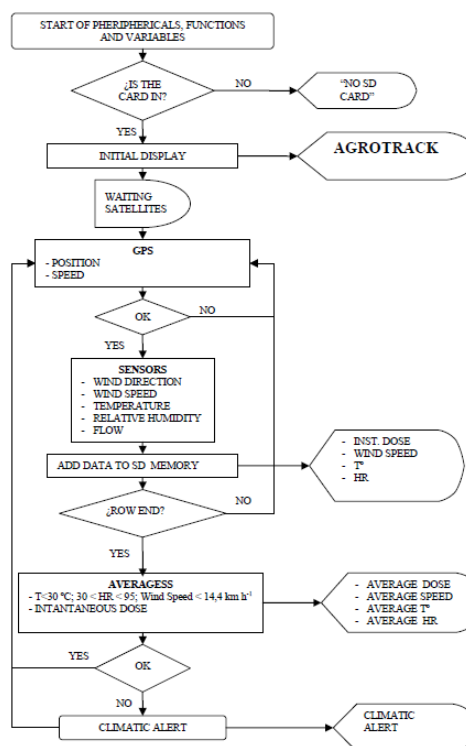 START OF PHERIPHERICALS, FUNCTIONS
AND VARIABLES
¿IS THE
CARD IN?
NO
"NO SD
CARD"
YES
INITIAL DISPLAY
AGROTRACK
WAITING
SATELLITES
GPS
- POSITION
- SPEED
OK
NO
YES
SENSORS
- WIND DIRECTION
- WIND SPEED
- TEMPERATURE
- RELATIVE HUMIDITY
- FLOW
ADD DATA TO SD MEMORY
- INST. DOSE
- WIND SPEED
- Tª
- HR
¿ROW END?
NO
YES
AVERAGESS
- T<30 ºC; 30 < HR < 95; Wind Speed < 14,4 km h⁻¹
- INTANTANEOUS DOSE
- AVERAGE DOSE
- AVERAGE SPEED
- AVERAGE Tª
- AVERAGE HR
YES
OK
NO
CLIMATIC ALERT
CLIMATIC
ALERT